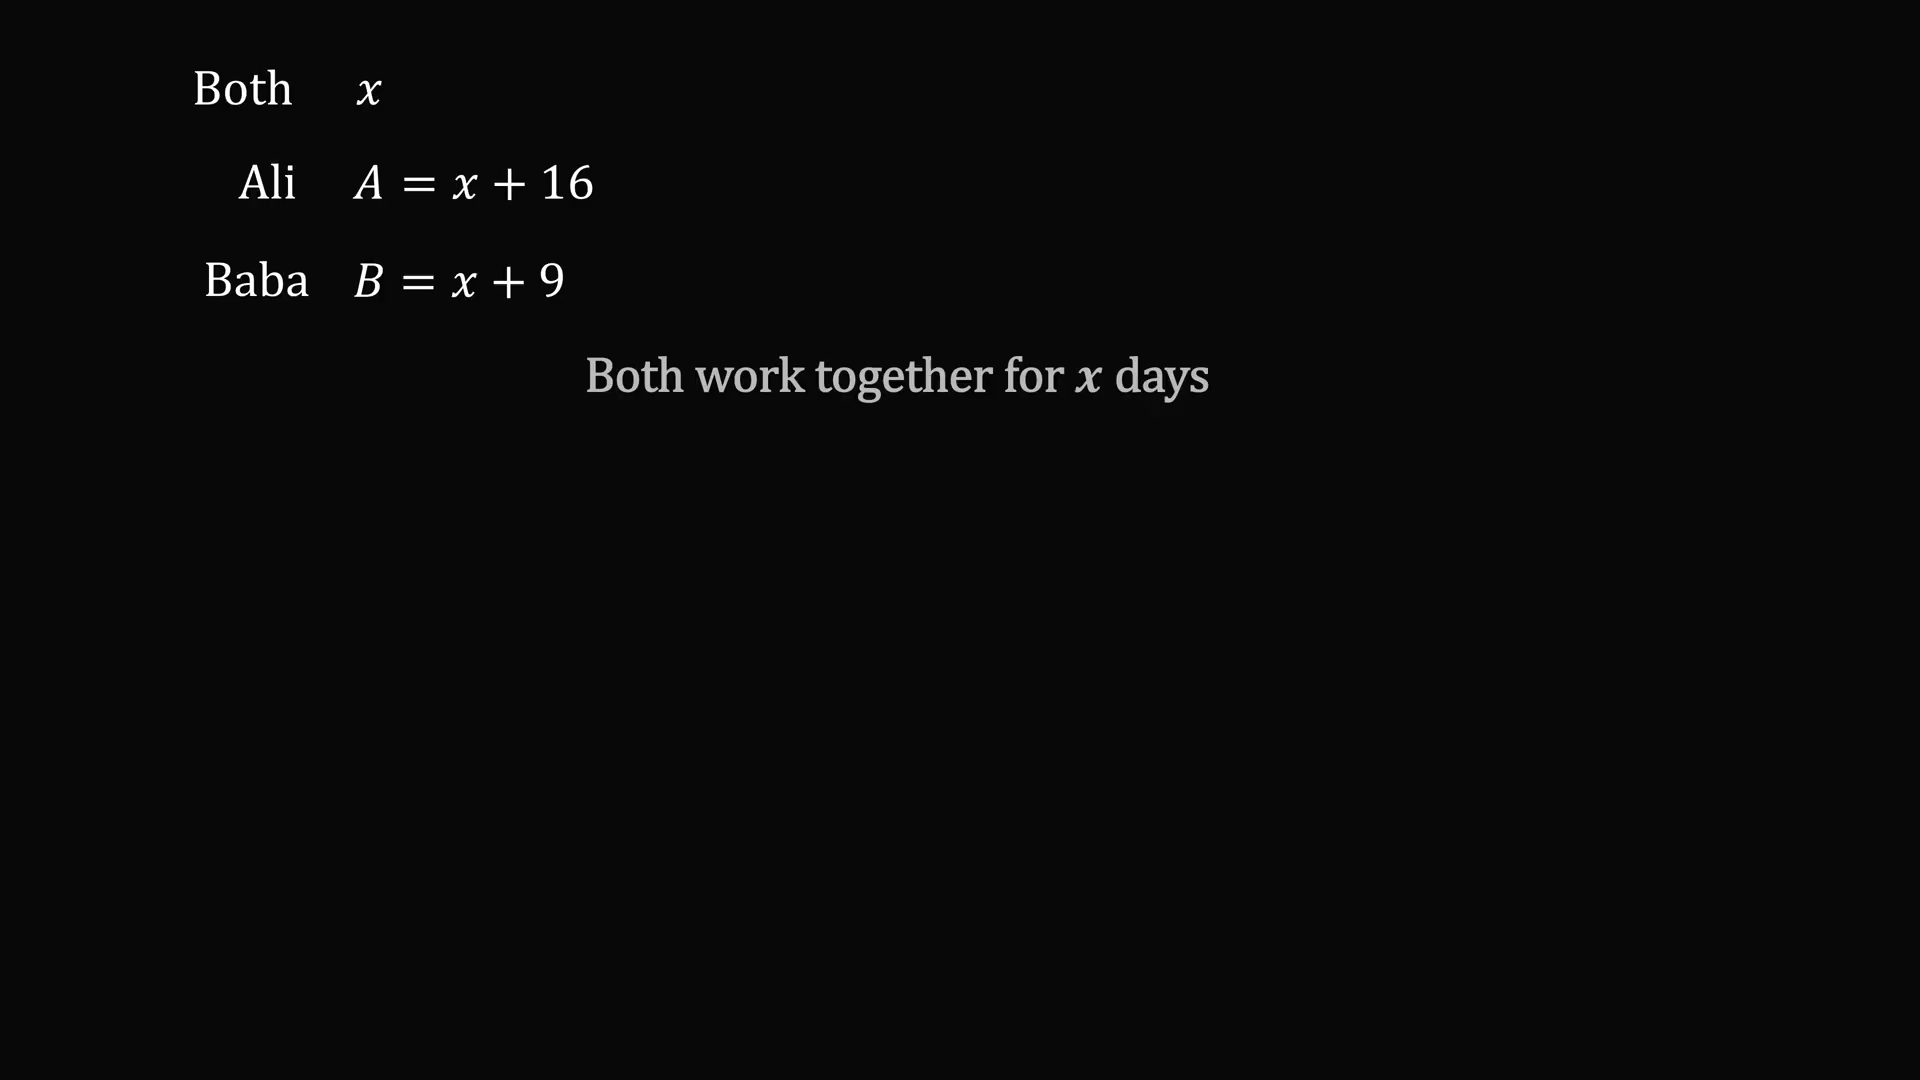 Both x
Ali A = x + 16
Baba B = x + 9
Both work together for x days